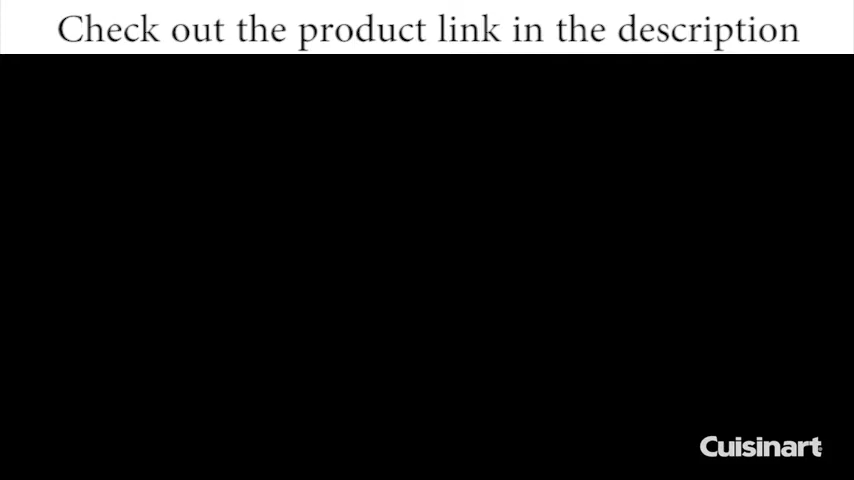 Check out the product link in the description
Cuisinart